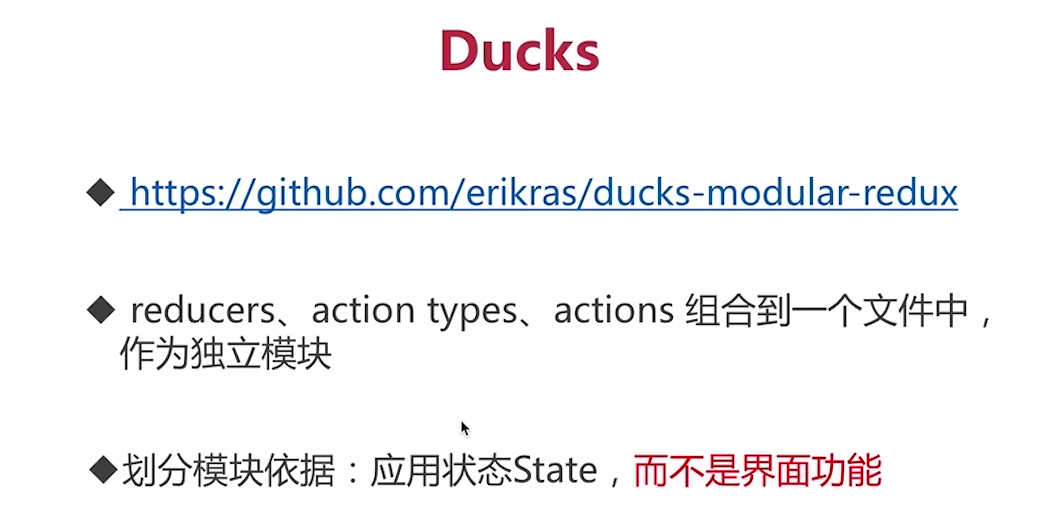 Ducks
◆ https://github.com/erikras/ducks-modular-redux
◆ reducers、action types、actions 组合到一个文件中，
作为独立模块
◆划分模块依据：应用状态State，而不是界面功能